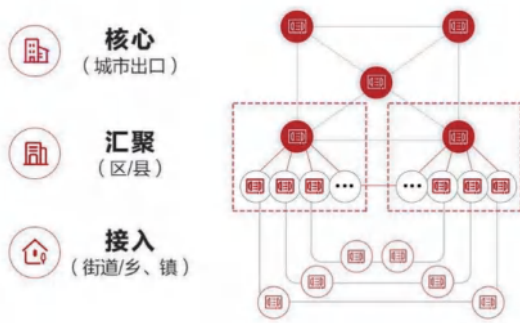 核心
（城市出口）
汇聚
（区/县）
接入
（街道/乡、镇）